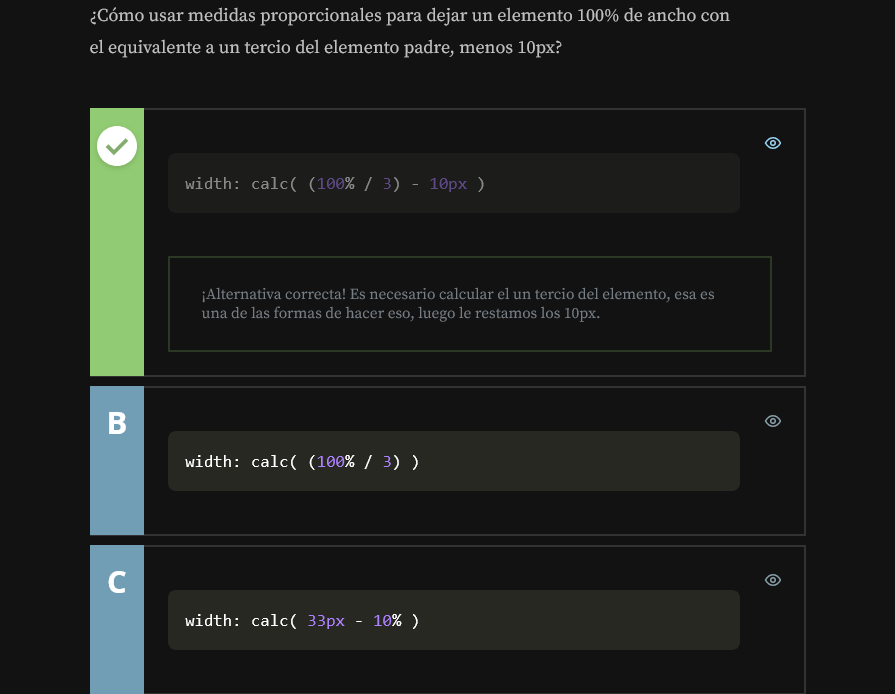 ¿Cómo usar medidas proporcionales para dejar un elemento 100% de ancho con
el equivalente a un tercio del elemento padre, menos 10px?
width: calc( (100% / 3) - 10px )
¡Alternativa correcta! Es necesario calcular el un tercio del elemento, esa es
una de las formas de hacer eso, luego le restamos los 10px.
B
width: calc( (100% / 3) )
C
width: calc( 33px - 10% )